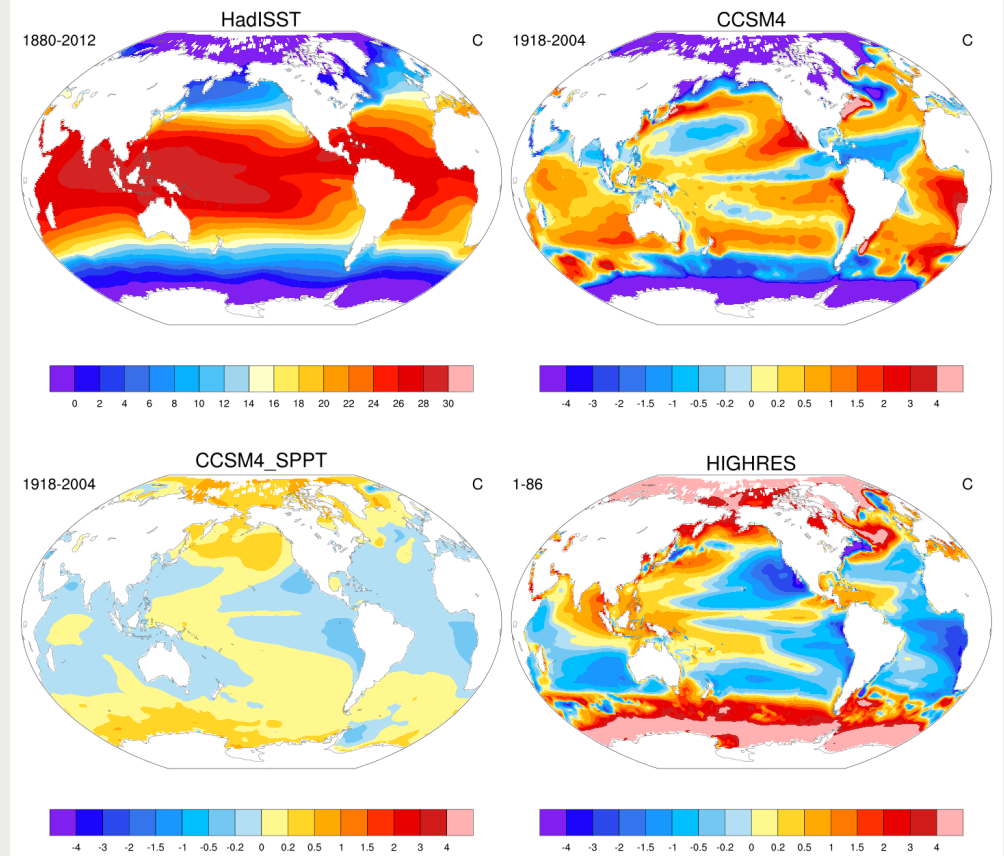 HadISST
1880-2012 C
0 2 4 6 8 10 12 14 16 18 20 22 24 26 28 30
CCSM4
1918-2004 C
-4 -3 -2 -1.5 -1 -0.5 -0.2 0 0.2 0.5 1 1.5 2 3 4
CCSM4_SPPT
1918-2004 C
-4 -3 -2 -1.5 -1 -0.5 -0.2 0 0.2 0.5 1 1.5 2 3 4
HIGHRES
1-86 C
-4 -3 -2 -1.5 -1 -0.5 -0.2 0 0.2 0.5 1 1.5 2 3 4